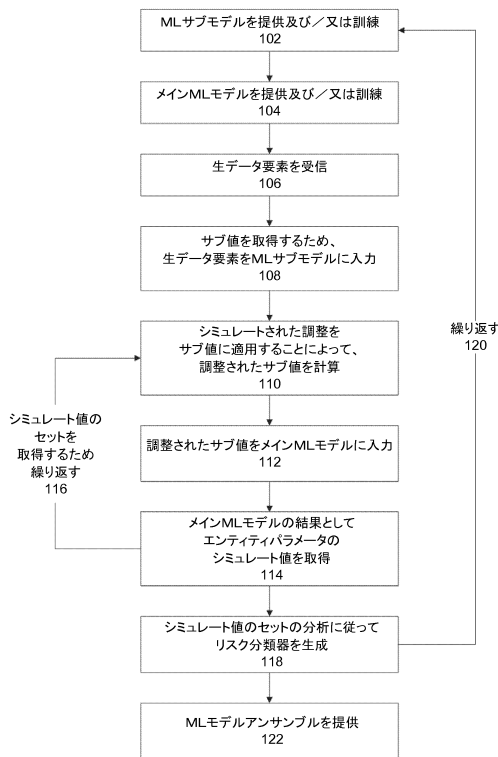 MLサブモデルを提供及び／又は訓練
102
メインMLモデルを提供及び／又は訓練
104
生データ要素を受信
106
サブ値を取得するため、
生データ要素をMLサブモデルに入力
108
シミュレートされた調整を
サブ値に適用することによって、
調整されたサブ値を計算
110
繰り返す
120
シミュレート値の
セットを
取得するため
繰り返す
116
調整されたサブ値をメインMLモデルに入力
112
メインMLモデルの結果として
エンティティパラメータの
シミュレート値を取得
114
シミュレート値のセットの分析に従って
リスク分類器を生成
118
MLモデルアンサンブルを提供
122